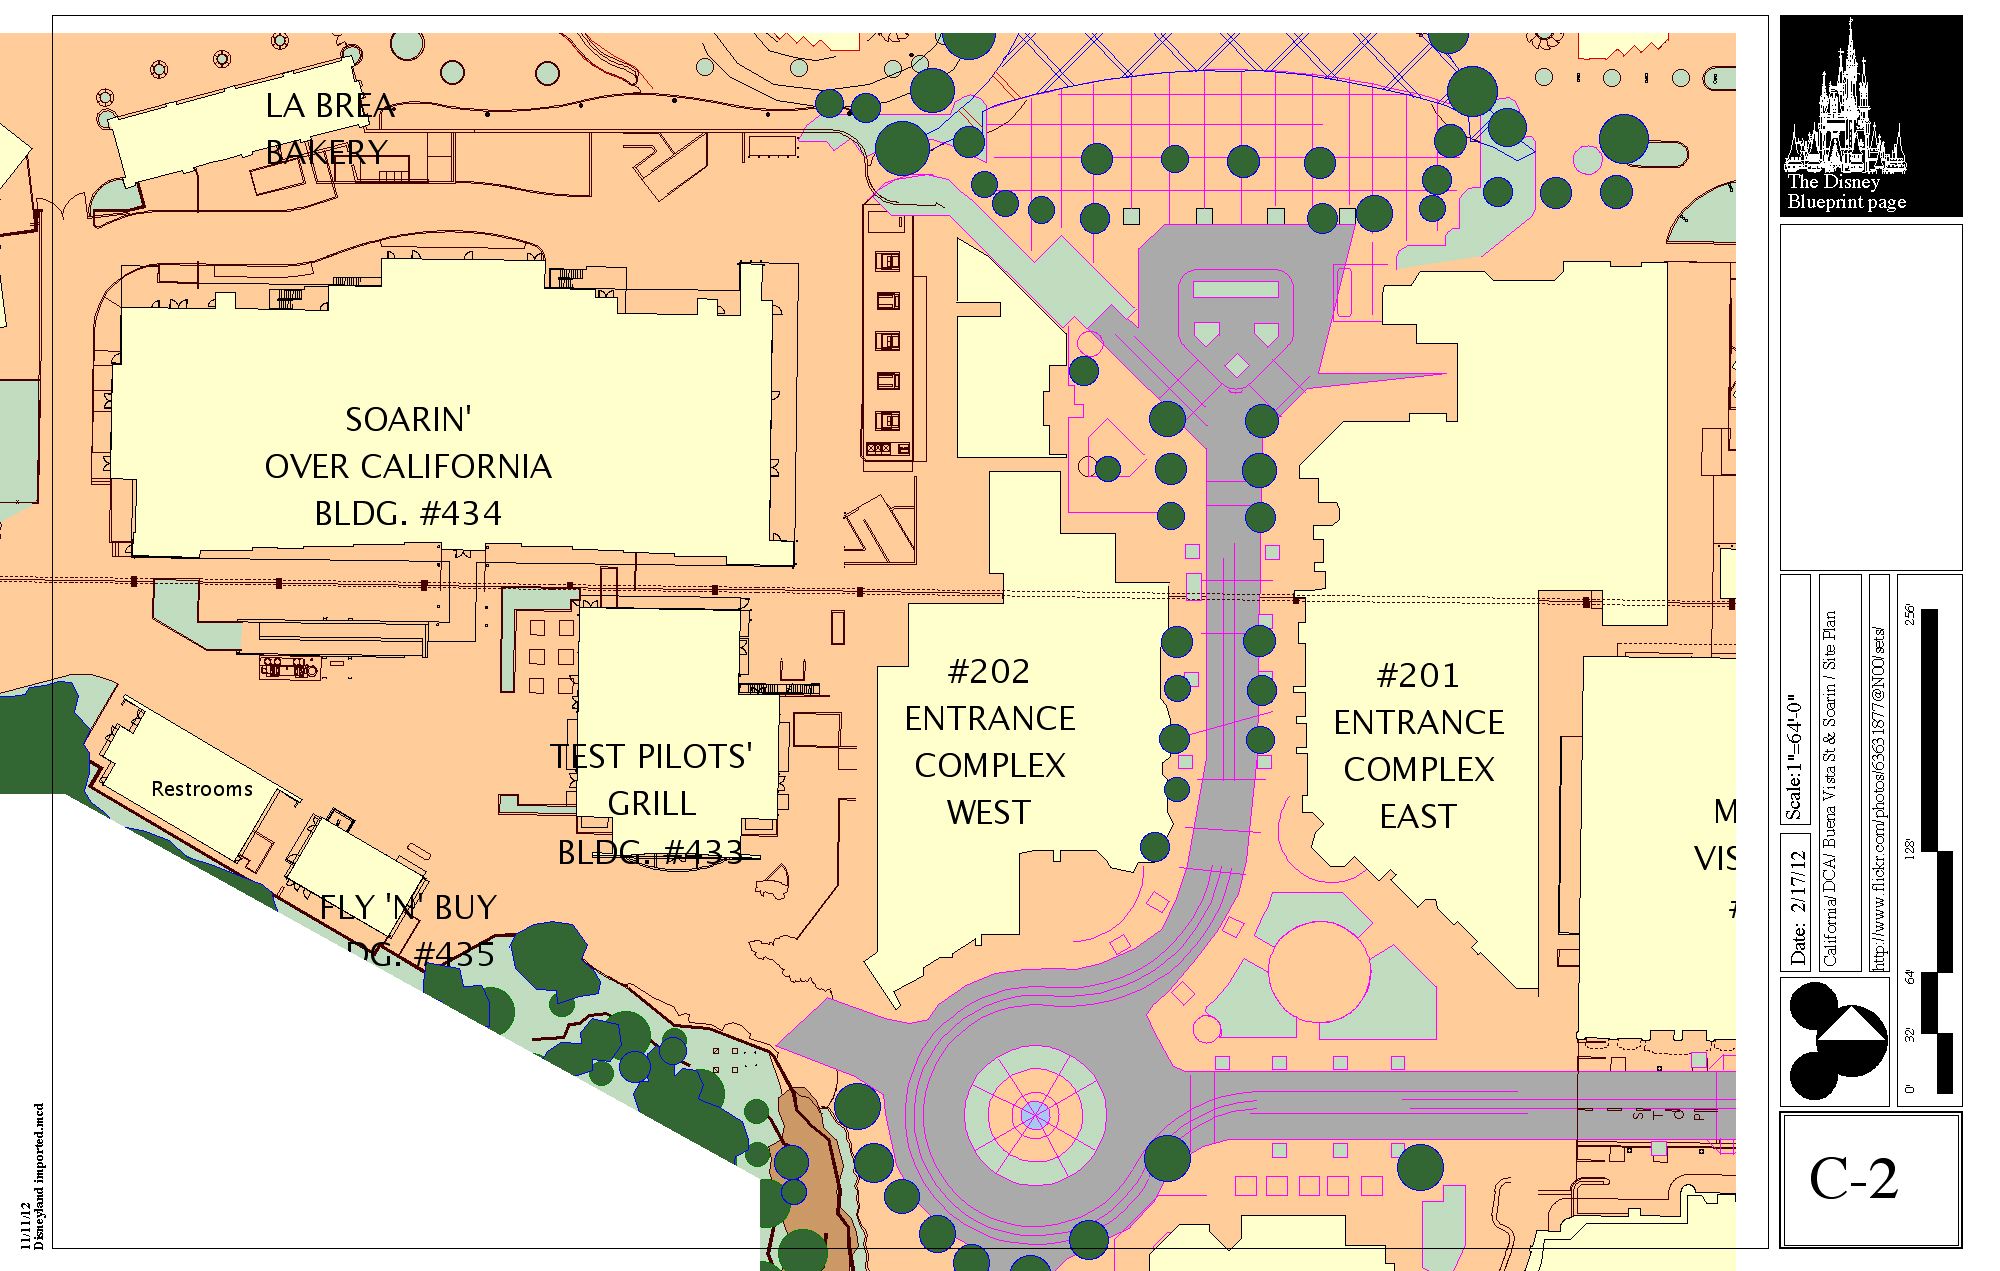 LA BREA
BAKERY
SOARIN'
OVER CALIFORNIA
BLDG. #434
#202
ENTRANCE
COMPLEX
WEST
#201
ENTRANCE
COMPLEX
EAST
TEST PILOTS'
GRILL
BLDG. #433
Restrooms
FLY 'N' BUY
DG. #435
M
VIS
#
STOP
The Disney
Blueprint page
Scale:1"=64'-0"
Date: 2/17/12
California/ DCA/ Buena Vista St & Soarin / Site Plan
http://www.flickr.com/photos/63631877@N00/sets/
256'
128'
64'
32'
0'
C-2
11/11/12
Disneyland imported.mcd